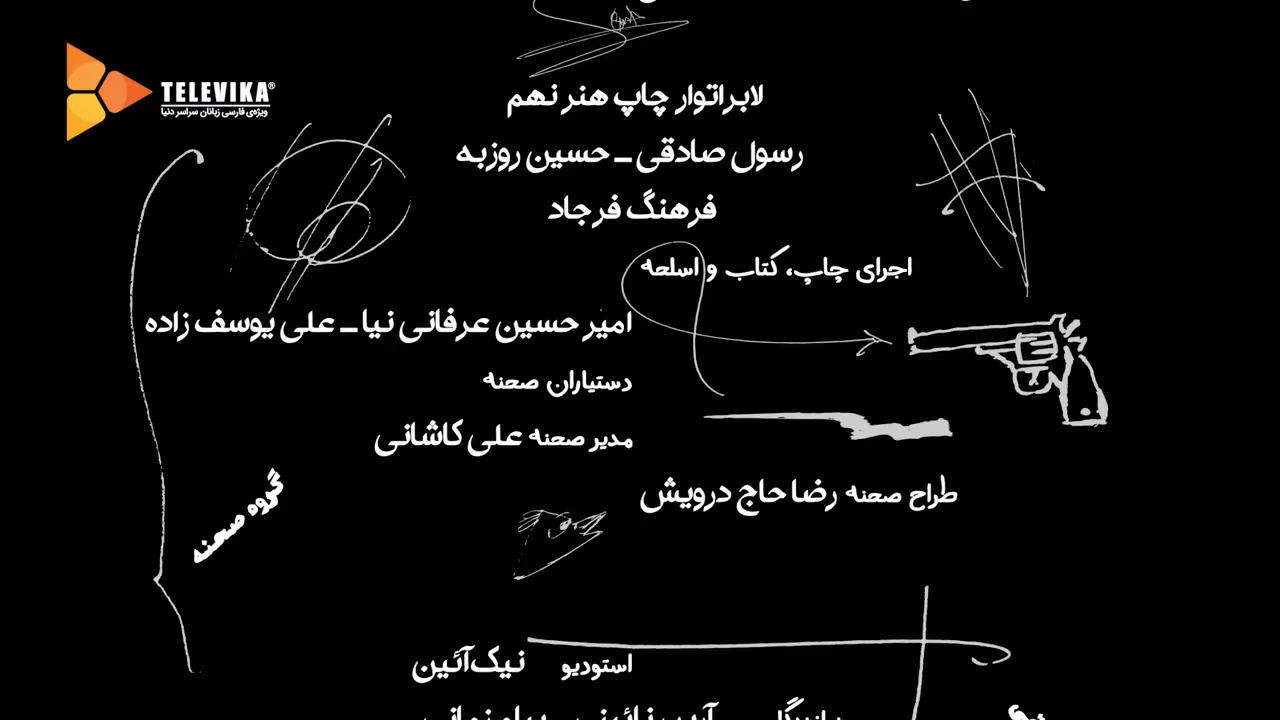 TELEVIKA®
ویژه‌ی فارسی زبانان سراسر دنیا
لابراتوار چاپ هنر نهم
رسول صادقی ـ حسین روزبه
فرهنگ فرجاد
اجرای چاپ، کتاب و اسلحه
امیر حسین عرفانی نیا ـ علی یوسف زاده
دستیاران صحنه
مدیر صحنه علی کاشانی
طراح صحنه رضا حاج درویش
گروه صحنه
استودیو نیک‌آئین